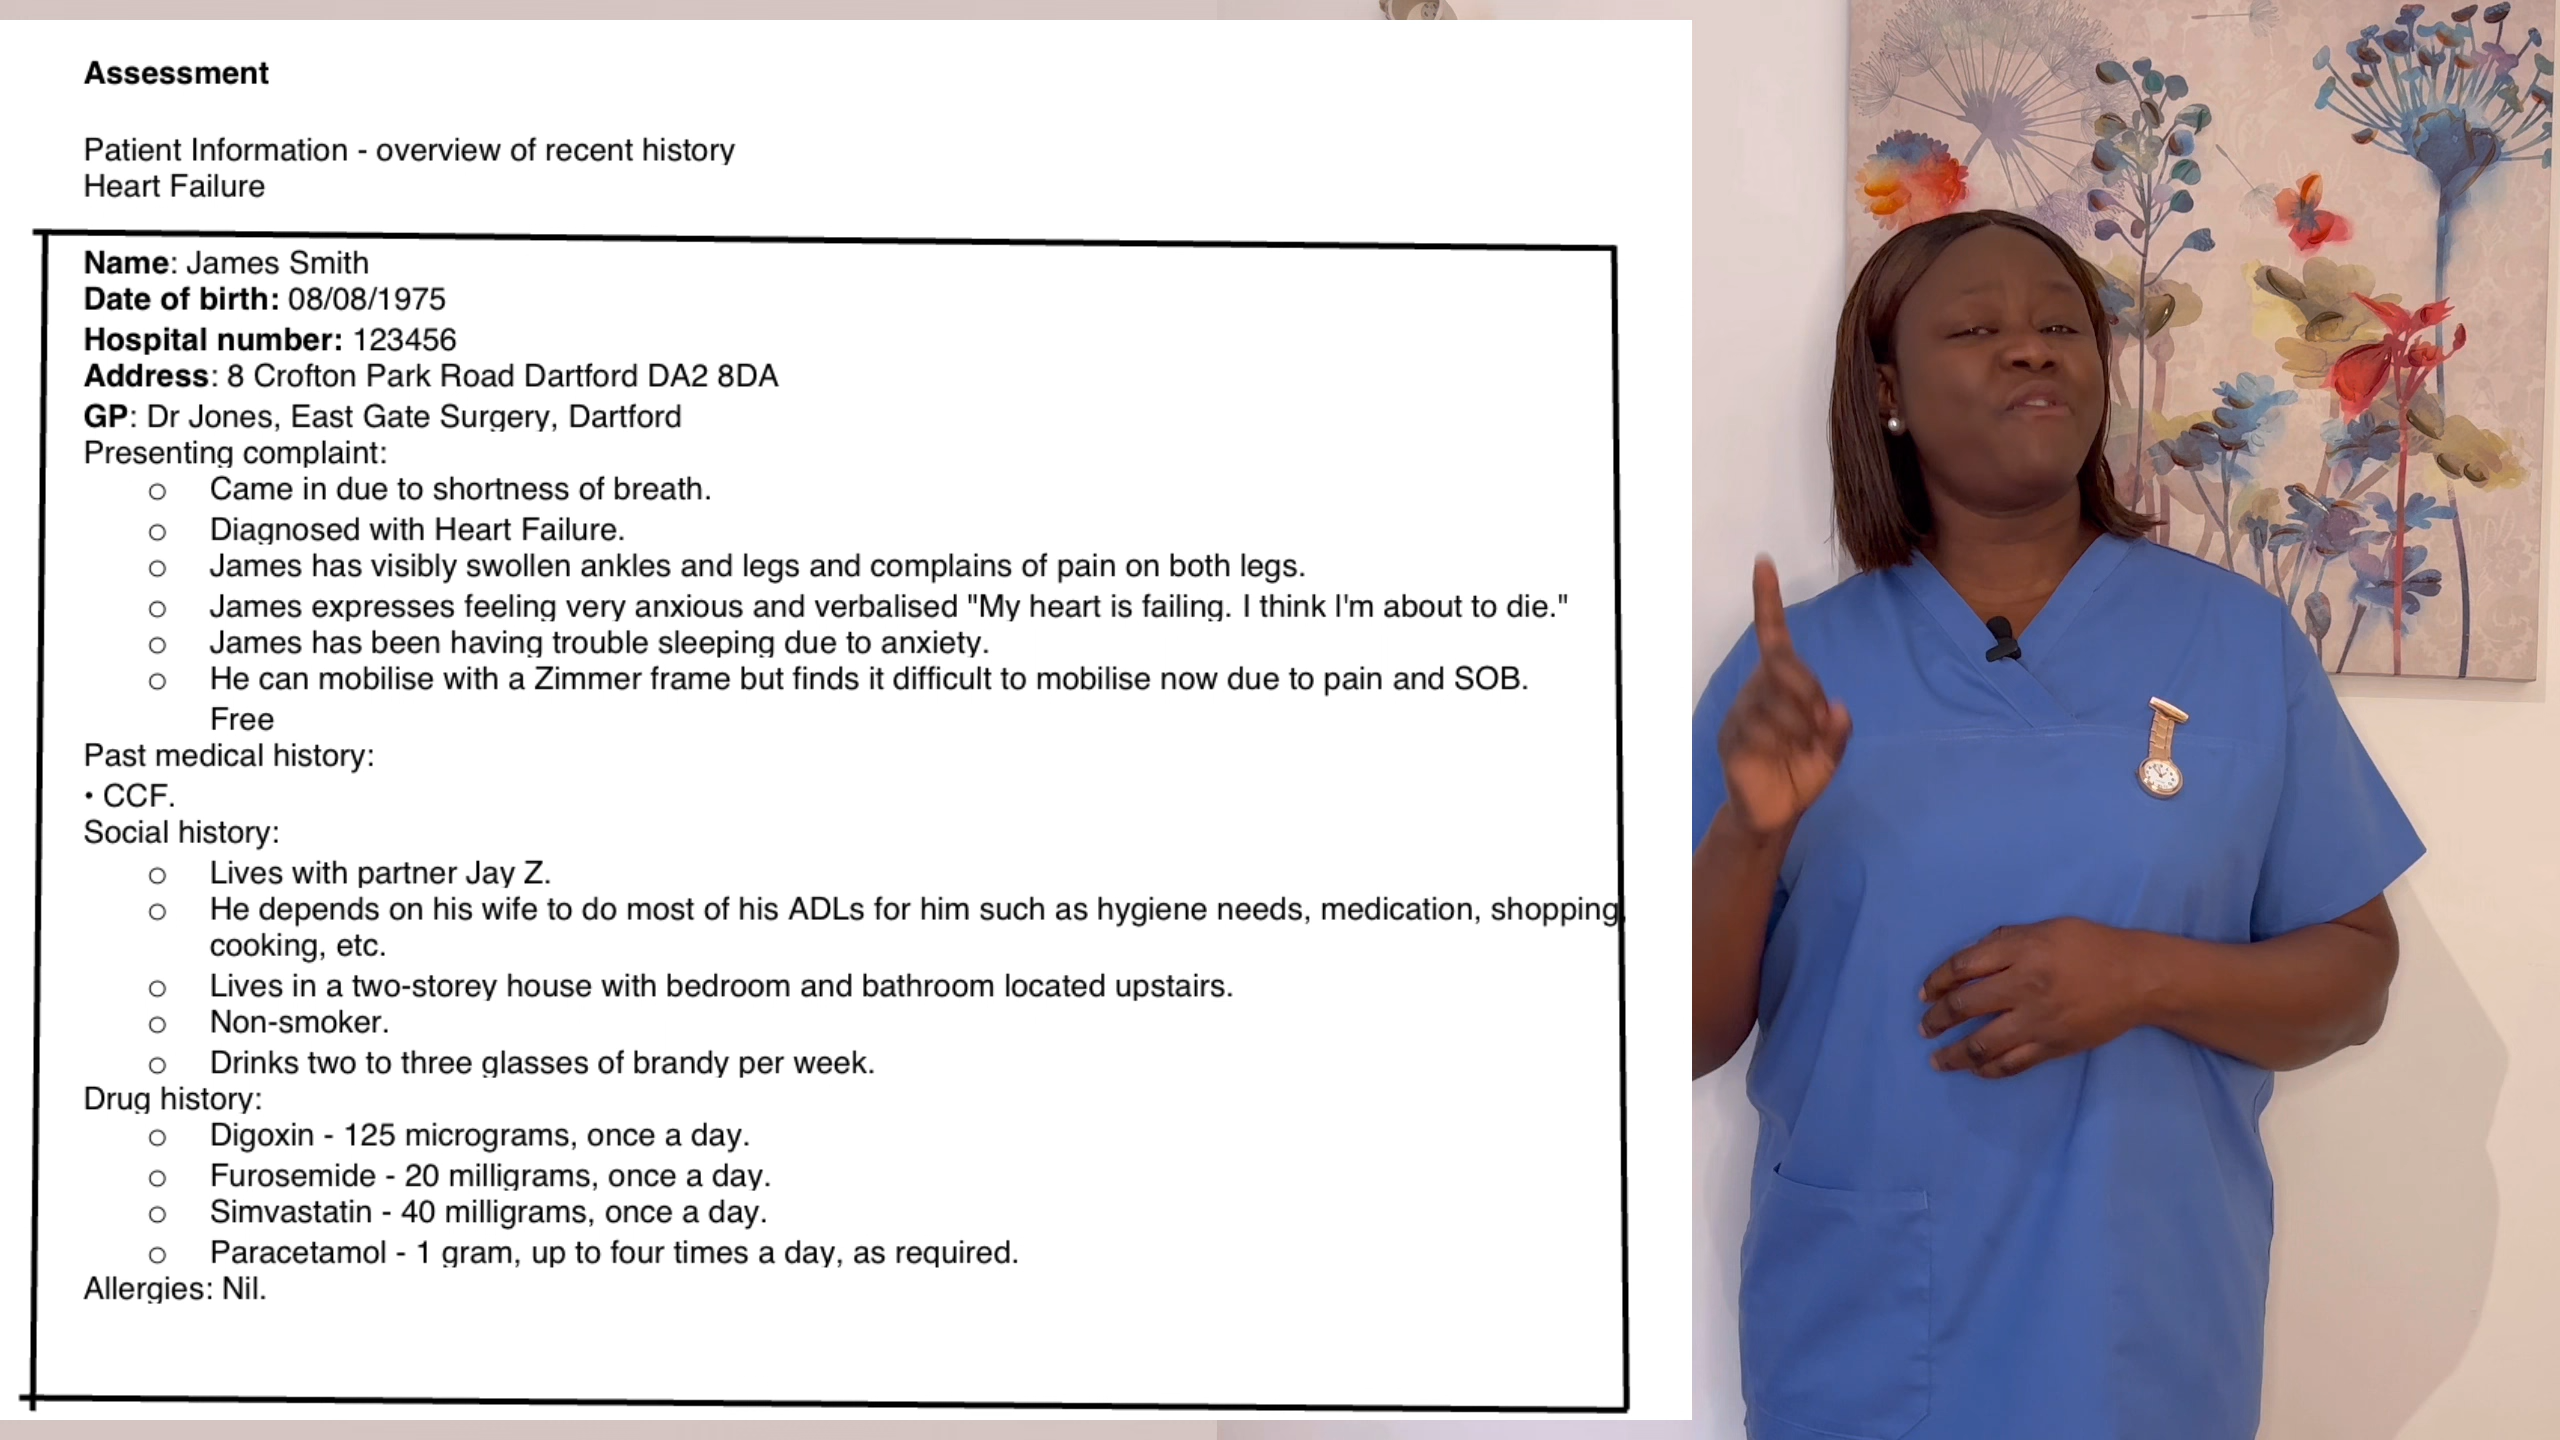 Assessment
Patient Information - overview of recent history
Heart Failure
Name: James Smith
Date of birth: 08/08/1975
Hospital number: 123456
Address: 8 Crofton Park Road Dartford DA2 8DA
GP: Dr Jones, East Gate Surgery, Dartford
Presenting complaint:
○ Came in due to shortness of breath.
○ Diagnosed with Heart Failure.
○ James has visibly swollen ankles and legs and complains of pain on both legs.
○ James expresses feeling very anxious and verbalised "My heart is failing. I think I'm about to die."
○ James has been having trouble sleeping due to anxiety.
○ He can mobilise with a Zimmer frame but finds it difficult to mobilise now due to pain and SOB.
Free
Past medical history:
• CCF.
Social history:
○ Lives with partner Jay Z.
○ He depends on his wife to do most of his ADLs for him such as hygiene needs, medication, shopping,
cooking, etc.
○ Lives in a two-storey house with bedroom and bathroom located upstairs.
○ Non-smoker.
○ Drinks two to three glasses of brandy per week.
Drug history:
○ Digoxin - 125 micrograms, once a day.
○ Furosemide - 20 milligrams, once a day.
○ Simvastatin - 40 milligrams, once a day.
○ Paracetamol - 1 gram, up to four times a day, as required.
Allergies: Nil.